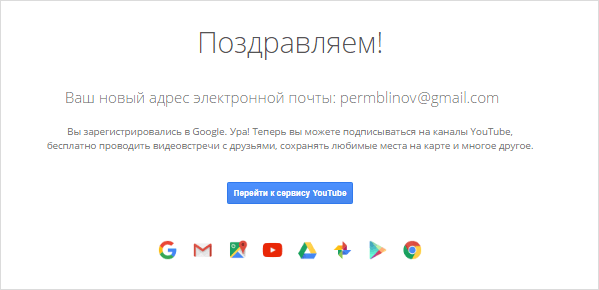 Поздравляем!
Ваш новый адрес электронной почты: permblinov@gmail.com
Вы зарегистрировались в Google. Ура! Теперь вы можете подписываться на каналы YouTube,
бесплатно проводить видеовстречи с друзьями, сохранять любимые места на карте и многое другое.
Перейти к сервису YouTube